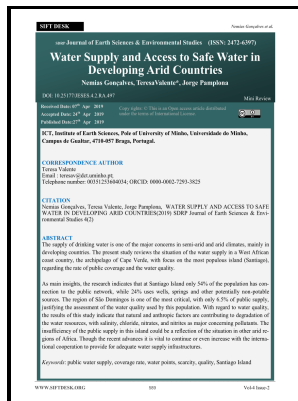 SIFT DESK
Nemias Gonçalves et al.
SDRP Journal of Earth Sciences & Environmental Studies (ISSN: 2472-6397)
Water Supply and Access to Safe Water in
Developing Arid Countries
Nemias Gonçalves, TeresaValente*, Jorge Pamplona
DOI: 10.25177/JESES.4.2.RA.497
Mini Review
Received Date: 07th Apr 2019
Accepted Date: 24th Apr 2019
Published Date: 27th Apr 2019
Copy rights: © This is an Open access article distributed
under the terms of International License
ICT, Institute of Earth Sciences, Pole of University of Minho, Universidade do Minho,
Campus de Gualtar, 4710-057 Braga, Portugal.
CORRESPONDENCE AUTHOR
Teresa Valente
Email : teresav@dct.uminho.pt;
Telephone number: 00351253604034; ORCID: 0000-0002-7293-3825
CITATION
Nemias Gonçalves, Teresa Valente, Jorge Pamplona, WATER SUPPLY AND ACCESS TO SAFE
WATER IN DEVELOPING ARID COUNTRIES(2019) SDRP Journal of Earth Sciences & Envi-
ronmental Studies 4(2)
ABSTRACT
The supply of drinking water is one of the major concerns in semi-arid and arid climates, mainly in
developing countries. The present study reviews the situation of the water supply in a West African
coast country, the archipelago of Cape Verde, with focus on the most populous island (Santiago),
regarding the rate of public coverage and the water quality.
As main insights, the research indicates that at Santiago Island only 54% of the population has con-
nection to the public network, while 24% uses wells, springs and other potentially non-potable
sources. The region of São Domingos is one of the most critical, with only 6.5% of public supply,
justifying the assessment of the water quality used by this population. With regard to water quality,
the results of this study indicate that natural and anthropic factors are contributing to degradation of
the water resources, with salinity, chloride, nitrates, and nitrites as major concerning pollutants. The
insufficiency of the public supply in this island could be a reflection of the situation in other arid re-
gions of Africa. Though the recent advances it is vital to continue or even increase with the interna-
tional cooperation to provide for adequate water supply infrastructures.
Keywords: public water supply, coverage rate, water points, scarcity, quality, Santiago Island
WWW.SIFTDESK.ORG
Vol-4 Issue-2